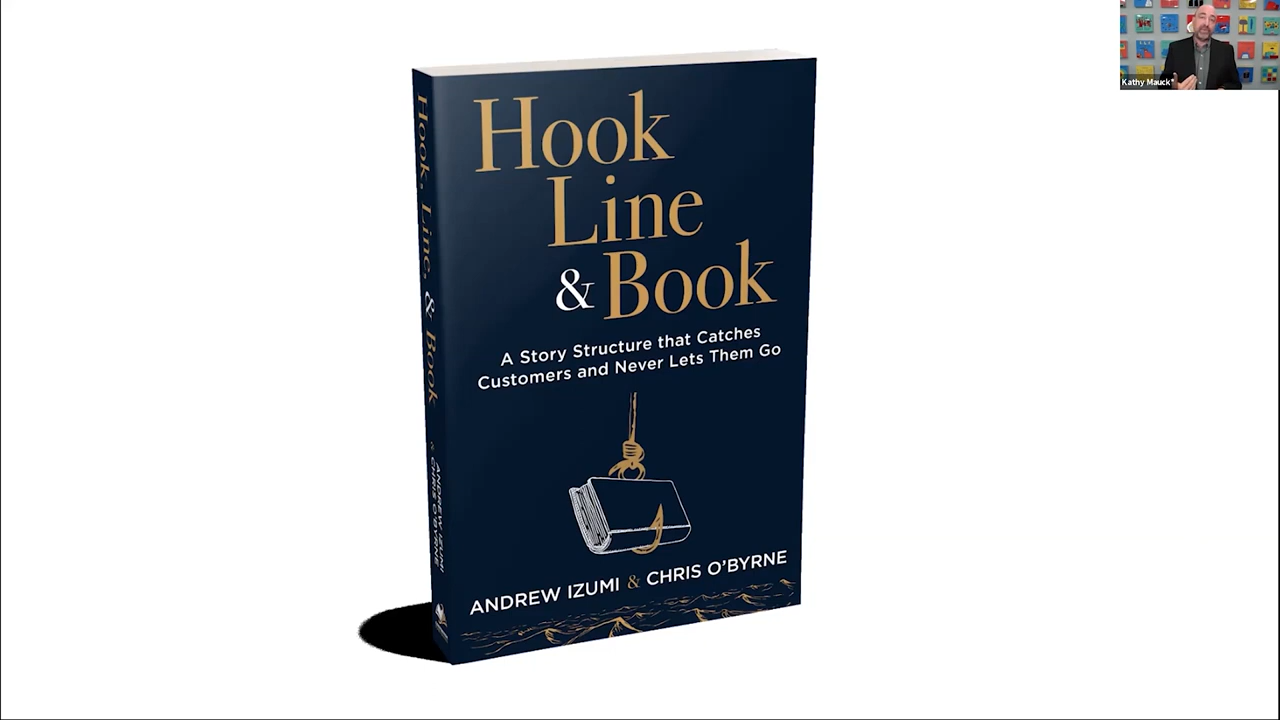 Hook
Line
& Book
A Story Structure that Catches
Customers and Never Lets Them Go
ANDREW IZUMI & CHRIS O'BYRNE
Hook, Line, & Book
ANDREW IZUMI
& CHRIS O'BYRNE
Kathy Mauck*